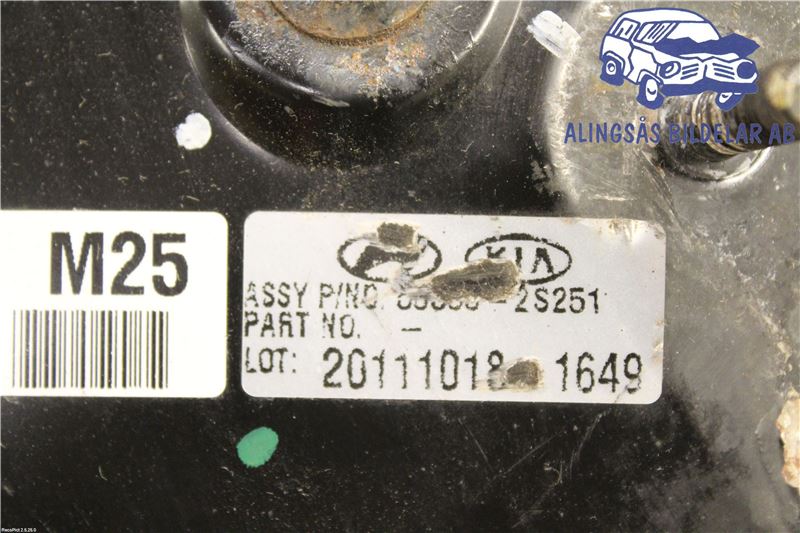 ALINGSÅS BILDELAR AB
M25
KIA
ASSY P/NO. -2S251
PART NO. -
LOT: 20111018 1649